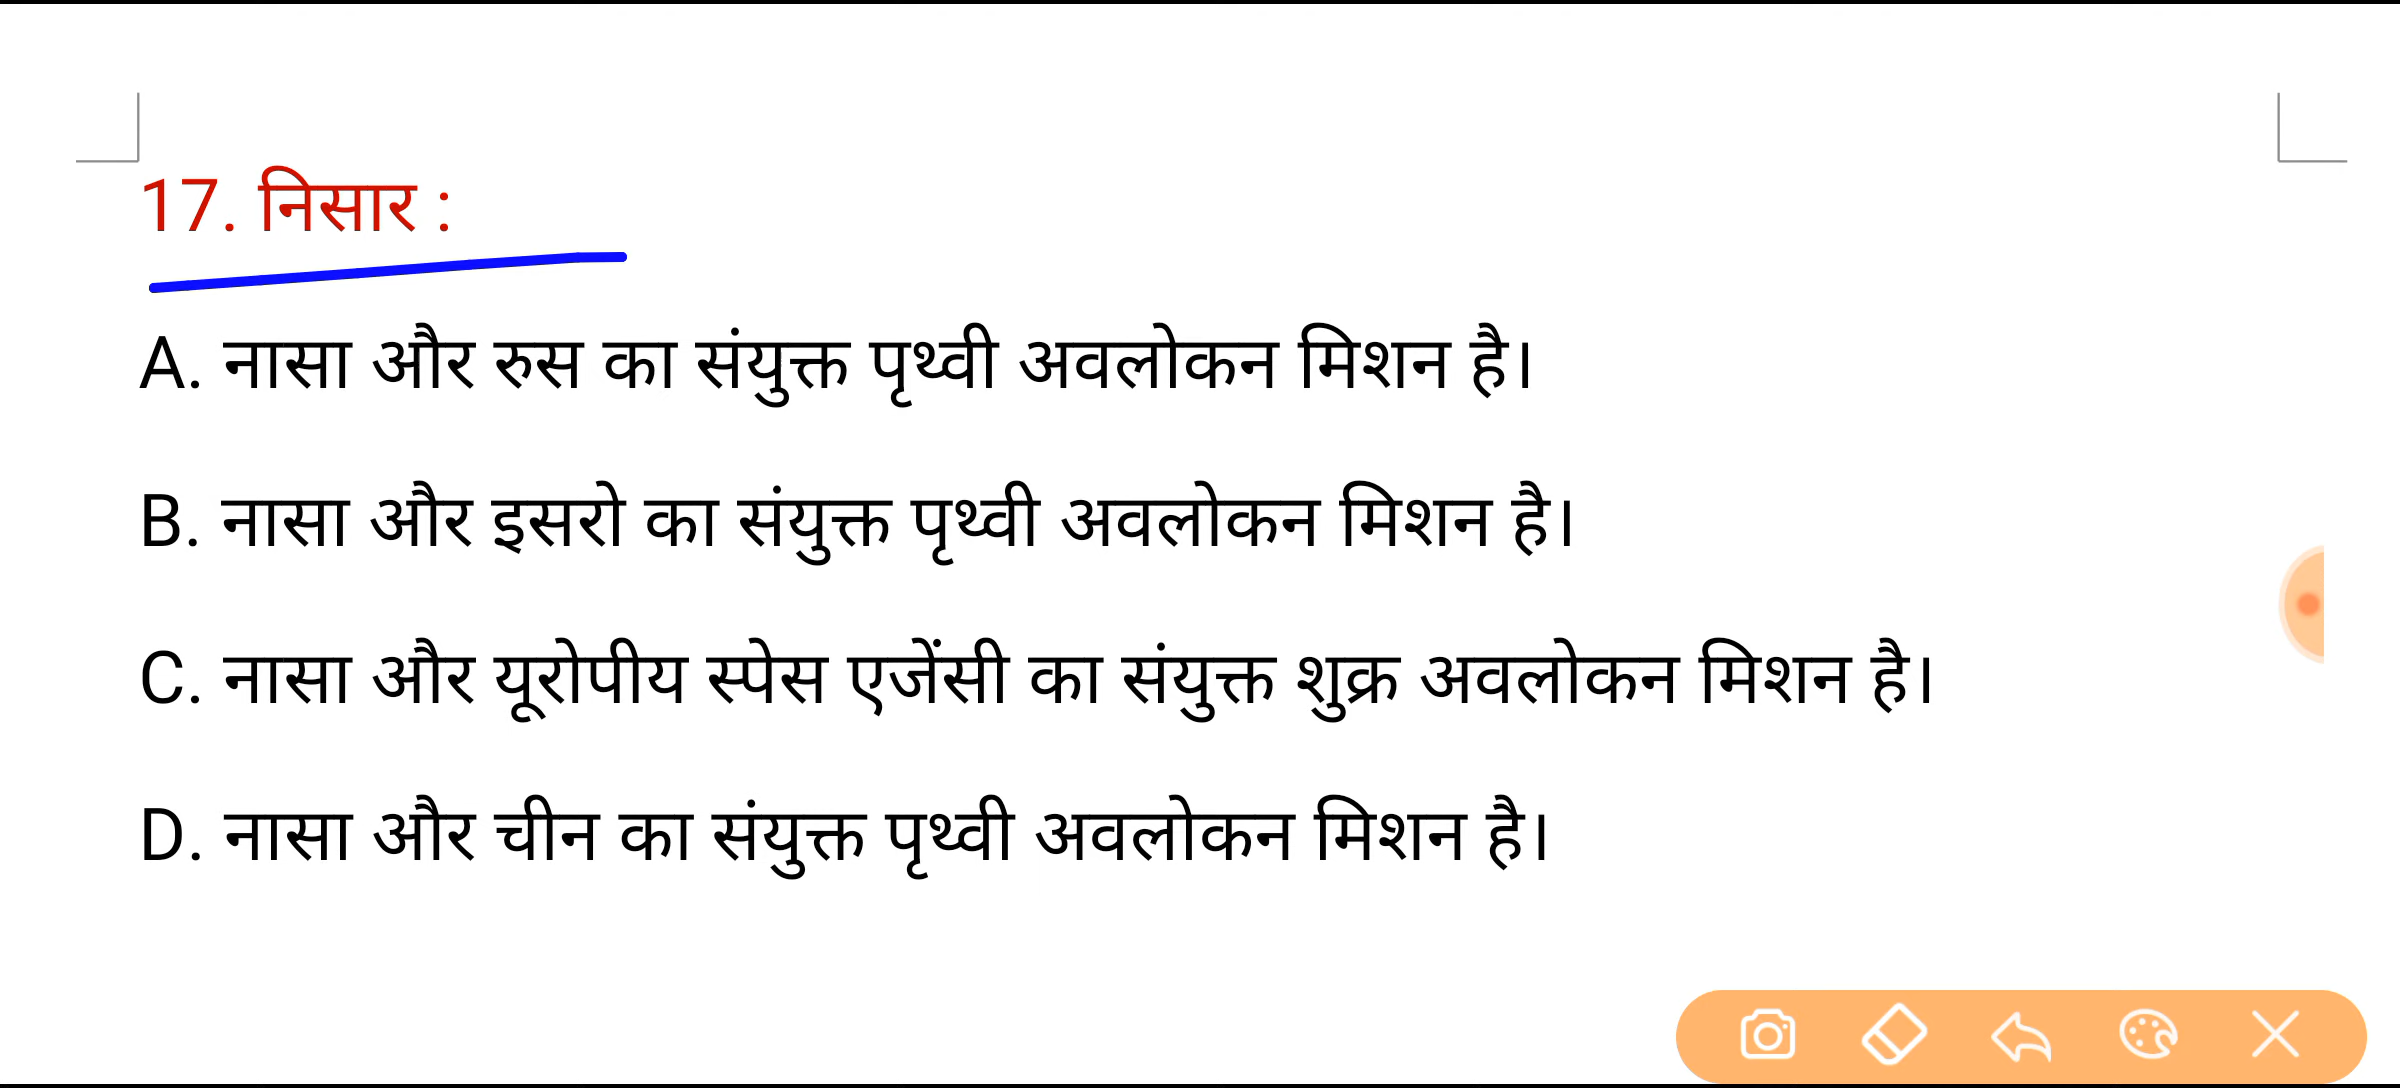 17. निसार :
A. नासा और रुस का संयुक्त पृथ्वी अवलोकन मिशन है।
B. नासा और इसरो का संयुक्त पृथ्वी अवलोकन मिशन है।
C. नासा और यूरोपीय स्पेस एजेंसी का संयुक्त शुक्र अवलोकन मिशन है।
D. नासा और चीन का संयुक्त पृथ्वी अवलोकन मिशन है।